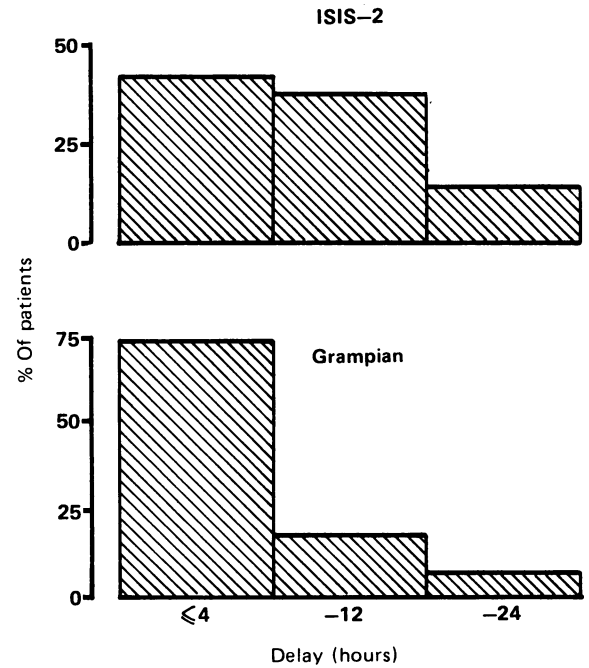 ISIS–2
50
25
0
% Of patients
Grampian
75
50
25
0
⩽4 –12 –24
Delay (hours)